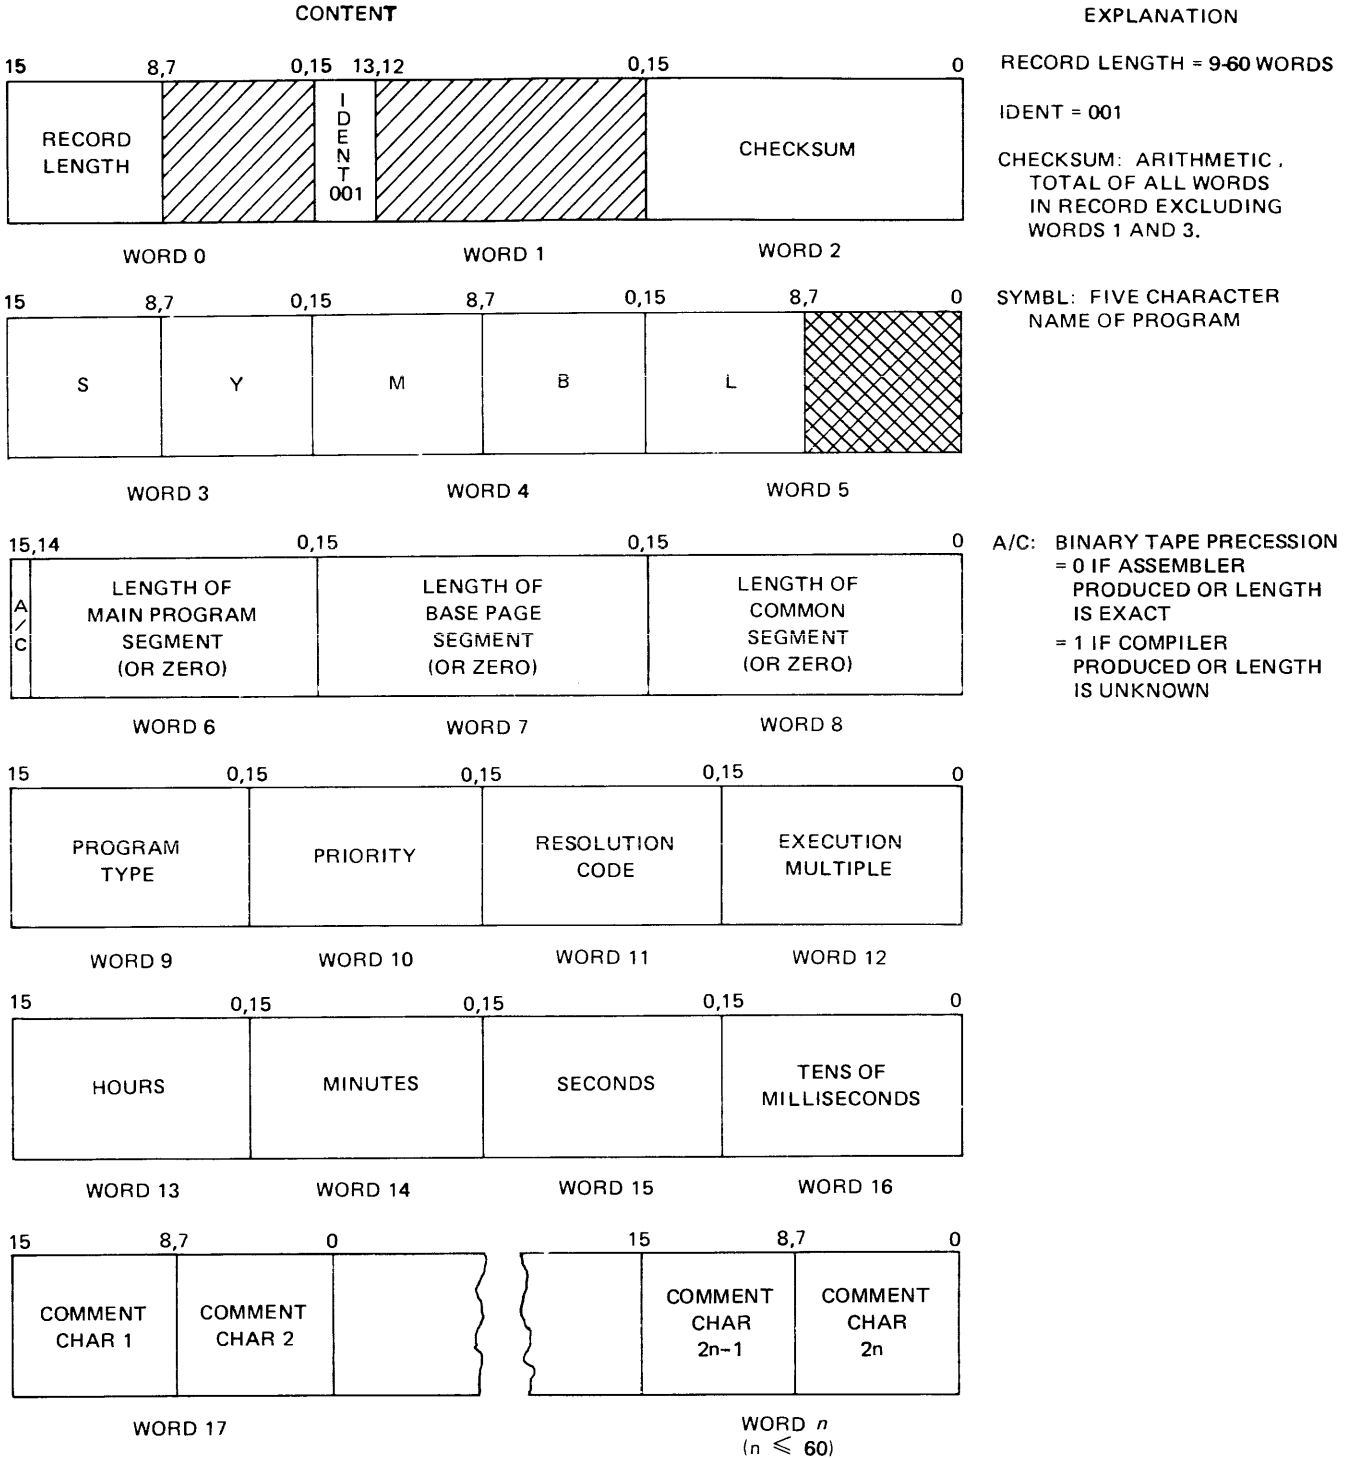 CONTENT
EXPLANATION
15 8,7 0,15 13,12 0,15 0
RECORD
LENGTH
I
D
E
N
T
001
CHECKSUM
WORD 0 WORD 1 WORD 2
RECORD LENGTH = 9-60 WORDS
IDENT = 001
CHECKSUM: ARITHMETIC .
TOTAL OF ALL WORDS
IN RECORD EXCLUDING
WORDS 1 AND 3.
15 8,7 0,15 8,7 0,15 8,7 0
S Y M B L
WORD 3 WORD 4 WORD 5
SYMBL: FIVE CHARACTER
NAME OF PROGRAM
15,14 0,15 0,15 0
A
/
C
LENGTH OF
MAIN PROGRAM
SEGMENT
(OR ZERO)
LENGTH OF
BASE PAGE
SEGMENT
(OR ZERO)
LENGTH OF
COMMON
SEGMENT
(OR ZERO)
WORD 6 WORD 7 WORD 8
A/C: BINARY TAPE PRECESSION
= 0 IF ASSEMBLER
PRODUCED OR LENGTH
IS EXACT
= 1 IF COMPILER
PRODUCED OR LENGTH
IS UNKNOWN
15 0,15 0,15 0,15 0
PROGRAM
TYPE
PRIORITY
RESOLUTION
CODE
EXECUTION
MULTIPLE
WORD 9 WORD 10 WORD 11 WORD 12
15 0,15 0,15 0,15 0
HOURS
MINUTES
SECONDS
TENS OF
MILLISECONDS
WORD 13 WORD 14 WORD 15 WORD 16
15 8,7 0 15 8,7 0
COMMENT
CHAR 1
COMMENT
CHAR 2
COMMENT
CHAR
2n-1
COMMENT
CHAR
2n
WORD 17
WORD n
(n ≤ 60)